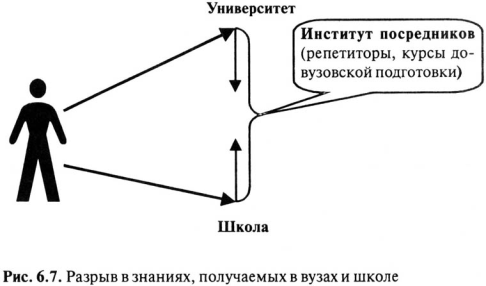 Университет
Институт посредников
(репетиторы, курсы до-
вузовской подготовки)
Школа
Рис. 6.7. Разрыв в знаниях, получаемых в вузах и школе